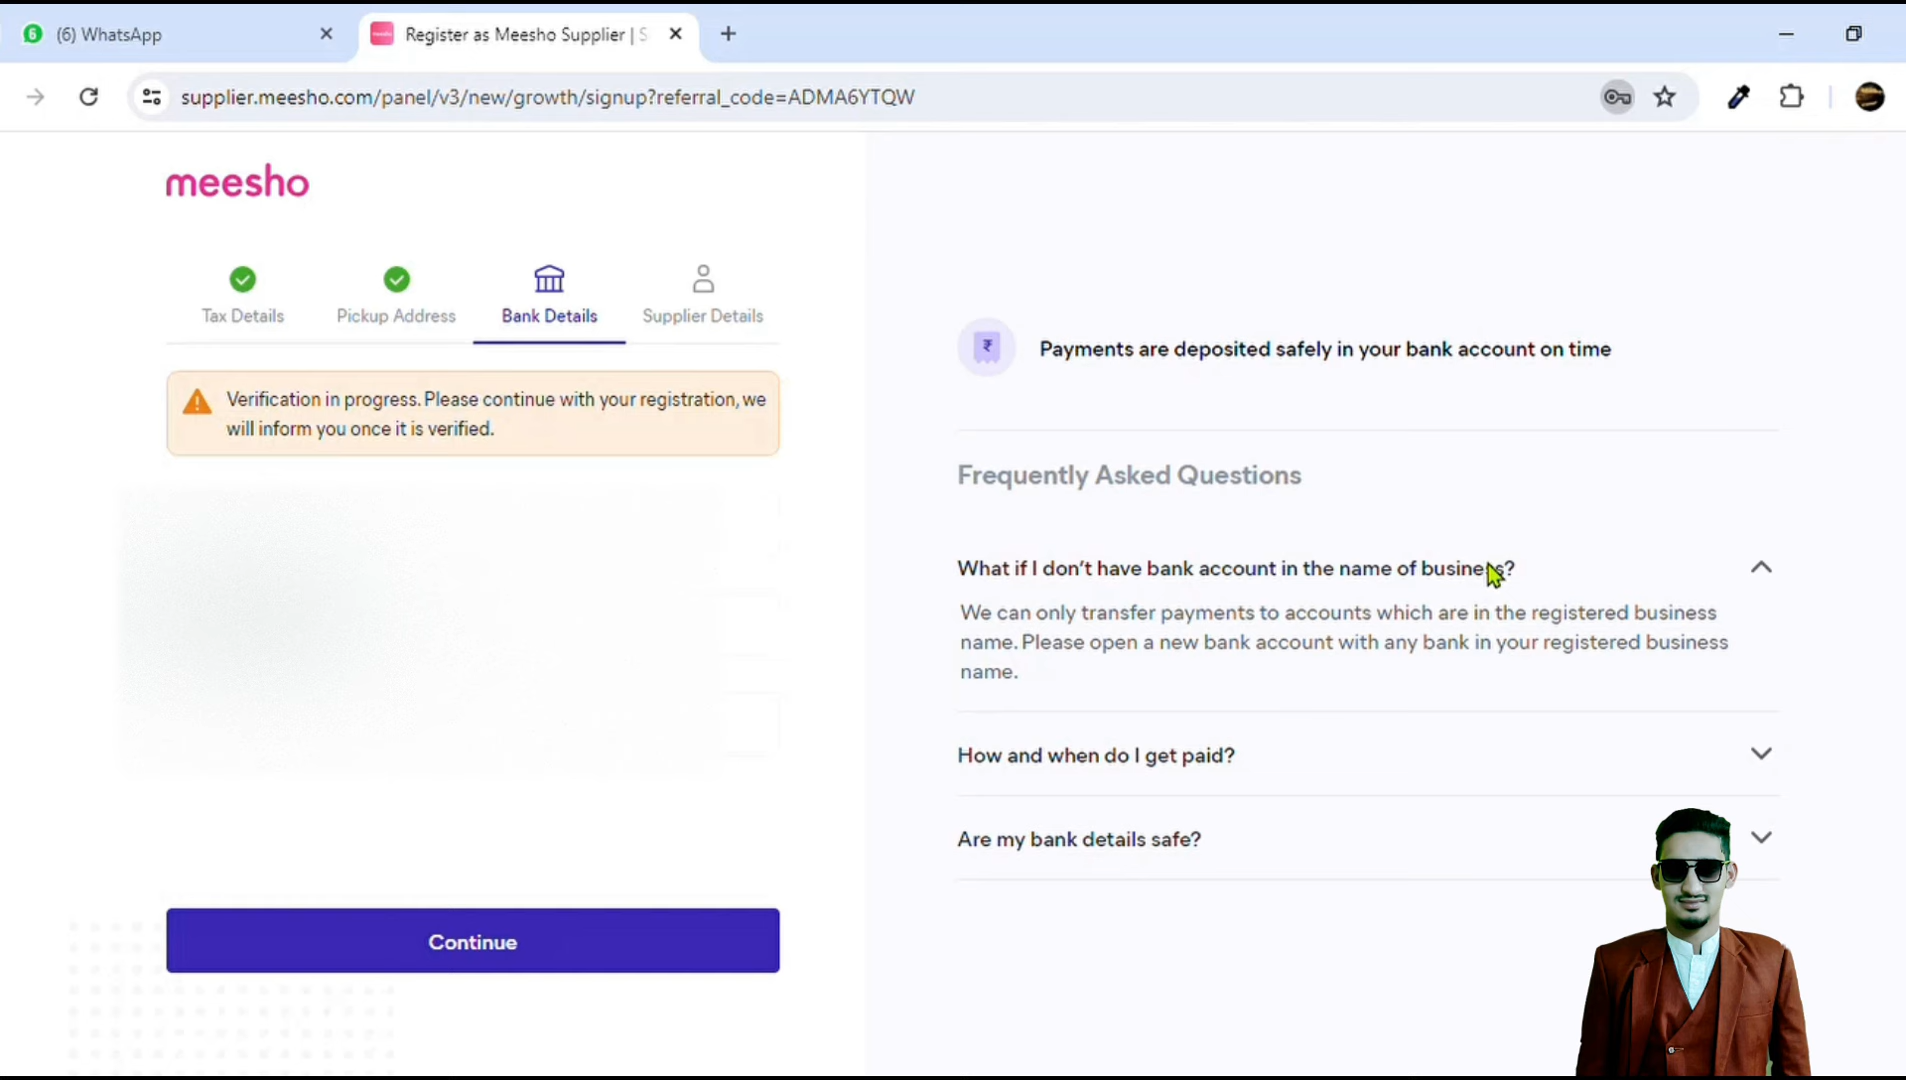 (6) WhatsApp
Register as Meesho Supplier | S
supplier.meesho.com/panel/v3/new/growth/signup?referral_code=ADMA6YTQW
meesho
Tax Details
Pickup Address
Bank Details
Supplier Details
Verification in progress. Please continue with your registration, we
will inform you once it is verified.
Continue
₹
Payments are deposited safely in your bank account on time
Frequently Asked Questions
What if I don't have bank account in the name of business?
We can only transfer payments to accounts which are in the registered business
name. Please open a new bank account with any bank in your registered business
name.
How and when do I get paid?
Are my bank details safe?